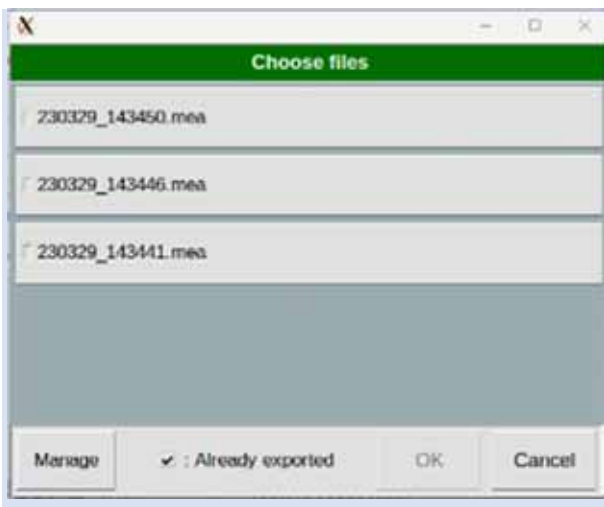 Choose files
230329_143450.mea
230329_143446.mea
230329_143441.mea
Manage
: Already exported
OK
Cancel